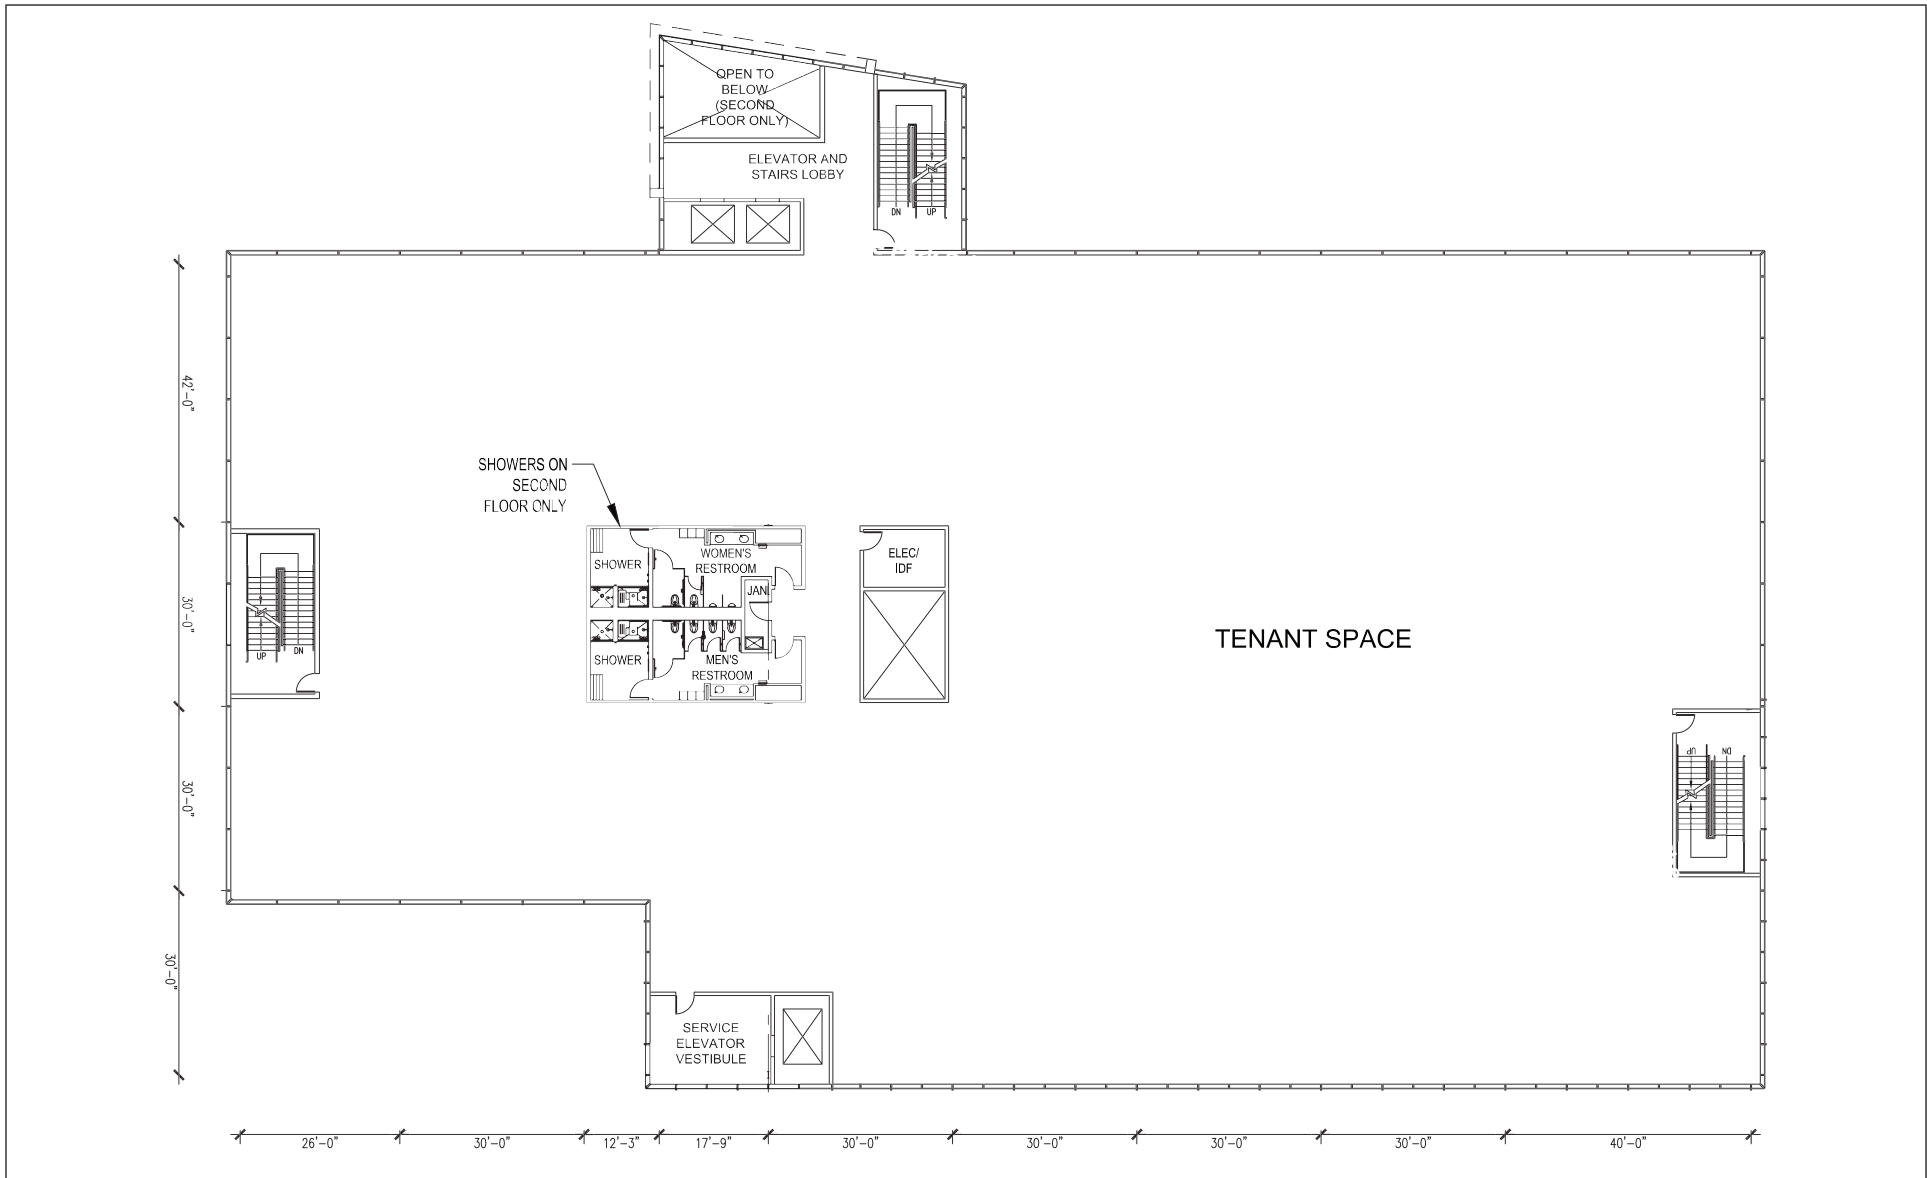 OPEN TO
BELOW
(SECOND
FLOOR ONLY)
ELEVATOR AND
STAIRS LOBBY
DN
UP
42'-0"
SHOWERS ON
SECOND
FLOOR ONLY
WOMEN'S
RESTROOM
SHOWER
JAN.
ELEC/
IDF
30'-0"
UP
DN
SHOWER
MEN'S
RESTROOM
TENANT SPACE
UP
DN
30'-0"
30'-0"
SERVICE
ELEVATOR
VESTIBULE
26'-0"
30'-0"
12'-3"
17'-9"
30'-0"
30'-0"
30'-0"
30'-0"
40'-0"